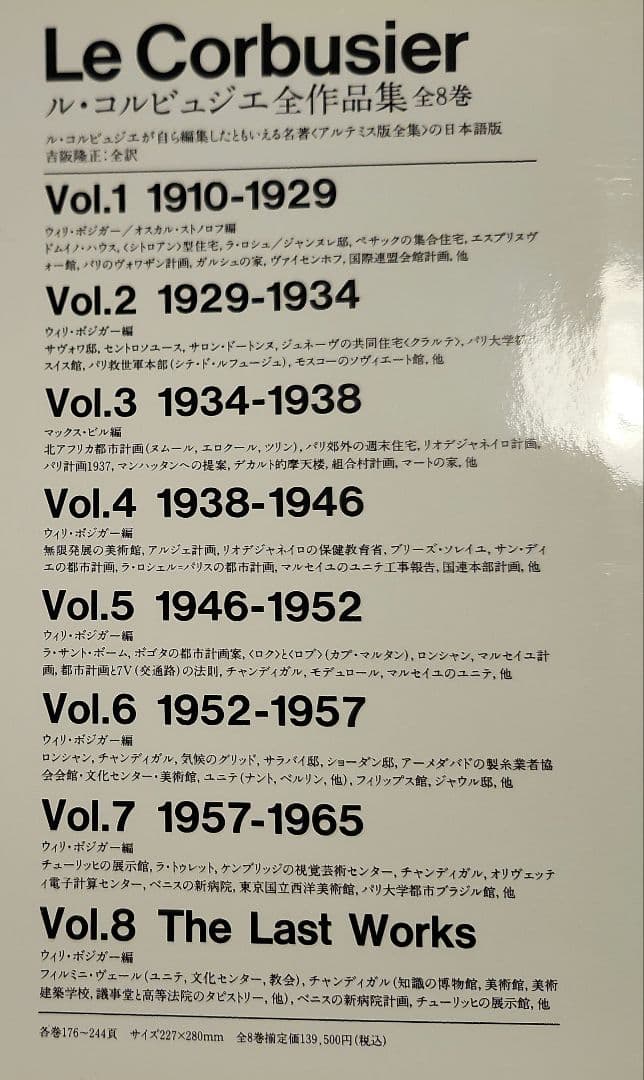 Le Corbusier
ル・コルビュジエ全作品集 全8巻
ル・コルビュジエが自ら編集したともいえる名著〈アルテミス版全集〉の日本語版
吉阪隆正：全訳
Vol.1 1910-1929
ウィリ・ボジガー／オスカル・ストノロフ編
ドムイノ・ハウス,〈シトロアン〉型住宅, ラ・ロシュ／ジャンヌレ邸, ペサックの集合住宅, エスプリヌヴ
ォー館, パリのヴォワザン計画, ガルシュの家, ヴァイセンホフ, 国際連盟会館計画, 他
Vol.2 1929-1934
ウィリ・ボジガー編
サヴォワ邸, セントロソユース, サロン・ドートンヌ, ジュネーヴの共同住宅〈クラルテ〉, パリ大学
スイス館, パリ救世軍本部(シテ・ド・ルフュージュ), モスコーのソヴィエート館, 他
Vol.3 1934-1938
マックス・ビル編
北アフリカ都市計画(ヌムール, エロクール, ツリン), パリ郊外の週末住宅, リオデジャネイロ計画,
パリ計画1937, マンハッタンへの提案, デカルト的摩天楼, 組合村計画, マートの家, 他
Vol.4 1938-1946
ウィリ・ボジガー編
無限発展の美術館, アルジェ計画, リオデジャネイロの保健教育省, ブリーズ・ソレイユ, サン・ディ
エの都市計画, ラ・ロシェル=パリスの都市計画, マルセイユのユニテ工事報告, 国連本部計画, 他
Vol.5 1946-1952
ウィリ・ボジガー編
ラ・サント・ボーム, ボゴタの都市計画案,〈ロク〉と〈ロブ〉(カプ・マルタン), ロンシャン, マルセイユ計
画, 都市計画と7V(交通路)の法則, チャンディガル, モデュロール, マルセイユのユニテ, 他
Vol.6 1952-1957
ウィリ・ボジガー編
ロンシャン, チャンディガル, 気候のグリッド, サラバイ邸, ショーダン邸, アーメダバドの製糸業者協
会会館・文化センター・美術館, ユニテ(ナント, ベルリン, 他), フィリップス館, ジャウル邸, 他
Vol.7 1957-1965
ウィリ・ボジガー編
チューリッヒの展示館, ラ・トゥレット, ケンブリッジの視覚芸術センター, チャンディガル, オリヴェッテ
ィ電子計算センター, ベニスの新病院, 東京国立西洋美術館, パリ大学都市ブラジル館, 他
Vol.8 The Last Works
ウィリ・ボジガー編
フィルミニ・ヴェール(ユニテ, 文化センター, 教会), チャンディガル(知識の博物館, 美術館, 美術
建築学校, 議事堂と高等法院のタピストリー, 他), ベニスの新病院計画, チューリッヒの展示館, 他
各巻176〜244頁 サイズ227×280mm 全8巻揃定価139,500円(税込)